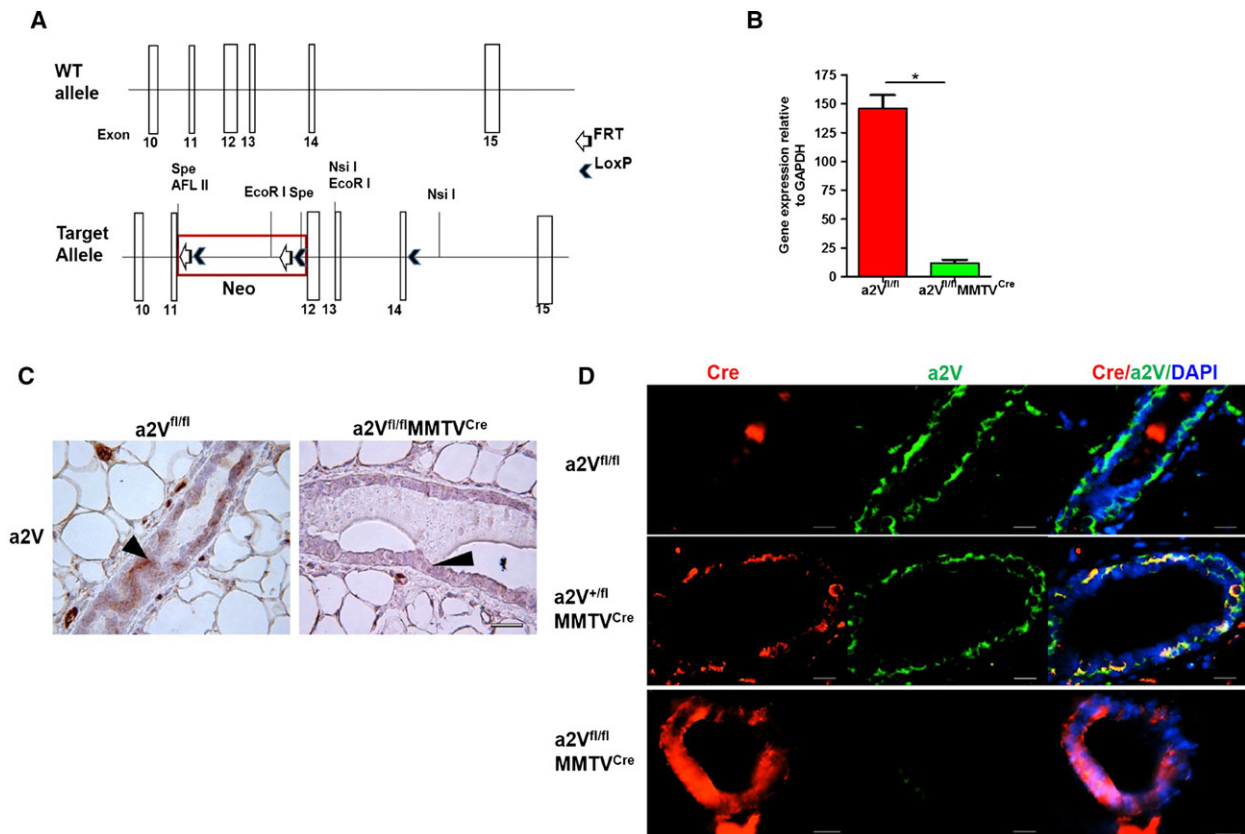 A
WT
allele
Exon
10 11 12 13 14 15
FRT
LoxP
Spe
AFL II
EcoR I Spe
Nsi I
EcoR I
Nsi I
Target
Allele
Neo
10 11 12 13 14 15
B
Gene expression relative
to GAPDH
175
150
125
100
75
50
25
0
*
a2Vfl/fl a2Vfl/flMMTVCre
C
a2Vfl/fl a2Vfl/flMMTVCre
a2V
D
Cre a2V Cre/a2V/DAPI
a2Vfl/fl
a2V+/fl
MMTVCre
a2Vfl/fl
MMTVCre